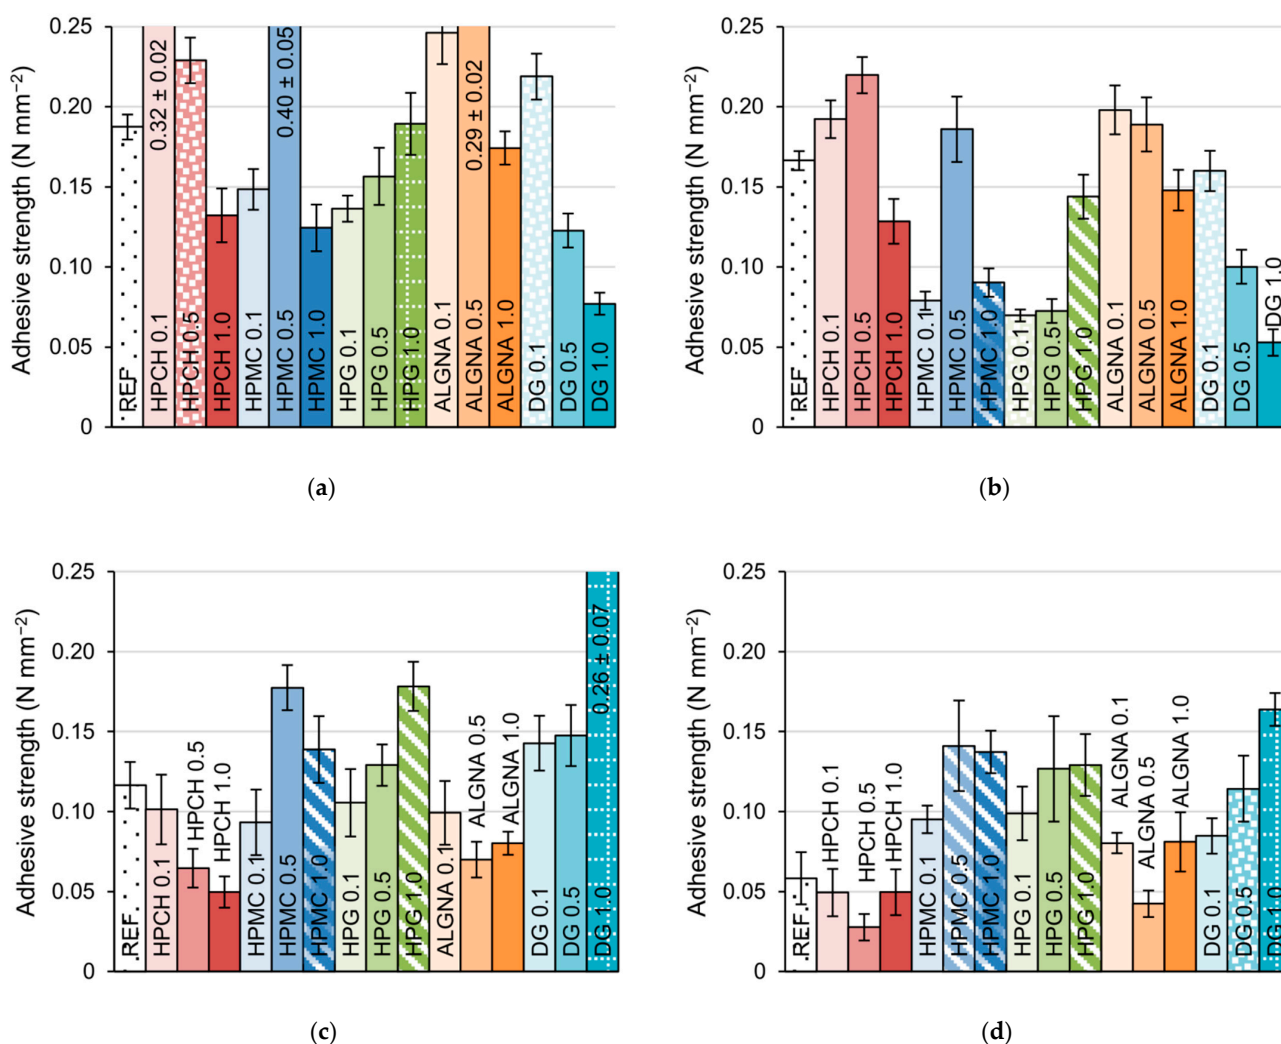 Adhesive strength (N mm⁻²)
0.25
0.20
0.15
0.10
0.05
0
REF
HPCH 0.1
0.32 ± 0.02
HPCH 0.5
HPCH 1.0
HPMC 0.1
HPMC 0.5
0.40 ± 0.05
HPMC 1.0
HPG 0.1
HPG 0.5
HPG 1.0
ALGNA 0.1
ALGNA 0.5
0.29 ± 0.02
ALGNA 1.0
DG 0.1
DG 0.5
DG 1.0
(a)
Adhesive strength (N mm⁻²)
0.25
0.20
0.15
0.10
0.05
0
REF
HPCH 0.1
HPCH 0.5
HPCH 1.0
HPMC 0.1
HPMC 0.5
HPMC 1.0
HPG 0.1
HPG 0.5
HPG 1.0
ALGNA 0.1
ALGNA 0.5
ALGNA 1.0
DG 0.1
DG 0.5
DG 1.0
(b)
Adhesive strength (N mm⁻²)
0.25
0.20
0.15
0.10
0.05
0
REF
HPCH 0.1
HPCH 0.5
HPCH 1.0
HPMC 0.1
HPMC 0.5
HPMC 1.0
HPG 0.1
HPG 0.5
HPG 1.0
ALGNA 0.1
ALGNA 0.5
ALGNA 1.0
DG 0.1
DG 0.5
DG 1.0
0.26 ± 0.07
(c)
Adhesive strength (N mm⁻²)
0.25
0.20
0.15
0.10
0.05
0
REF
HPCH 0.1
HPCH 0.5
HPCH 1.0
HPMC 0.1
HPMC 0.5
HPMC 1.0
HPG 0.1
HPG 0.5
HPG 1.0
ALGNA 0.1
ALGNA 0.5
ALGNA 1.0
DG 0.1
DG 0.5
DG 1.0
(d)